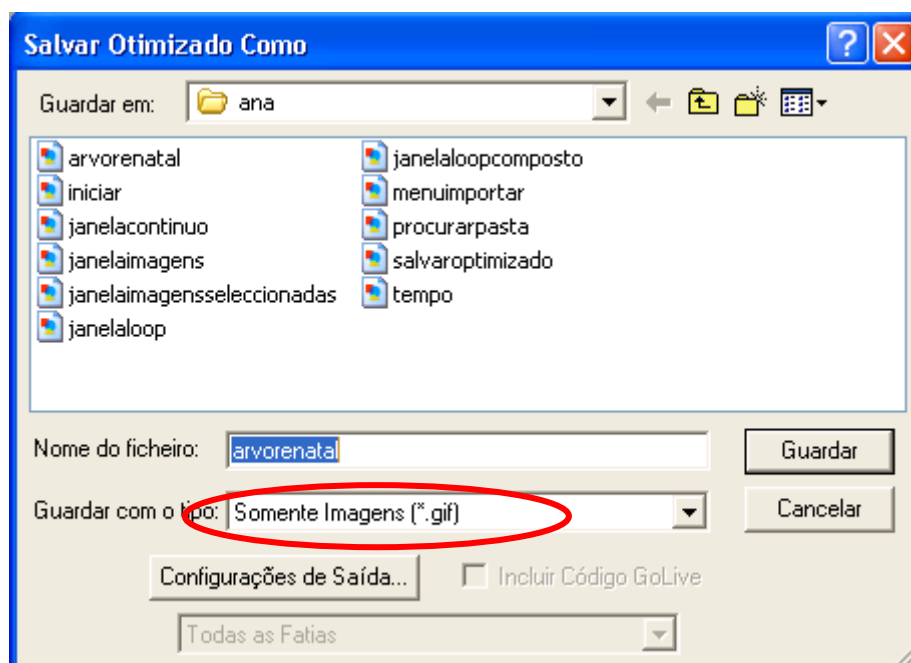 Salvar Otimizado Como
Guardar em: ana
arvorenatal
iniciar
janelacontinuo
janelaimagens
janelaimagensseleccionadas
janelaloop
janelaloopcomposto
menuimportar
procurarpasta
salvaroptimizado
tempo
Nome do ficheiro: arvorenatal
Guardar
Guardar com o tipo: Somente Imagens (*.gif)
Cancelar
Configurações de Saída...
Incluir Código GoLive
Todas as Fatias